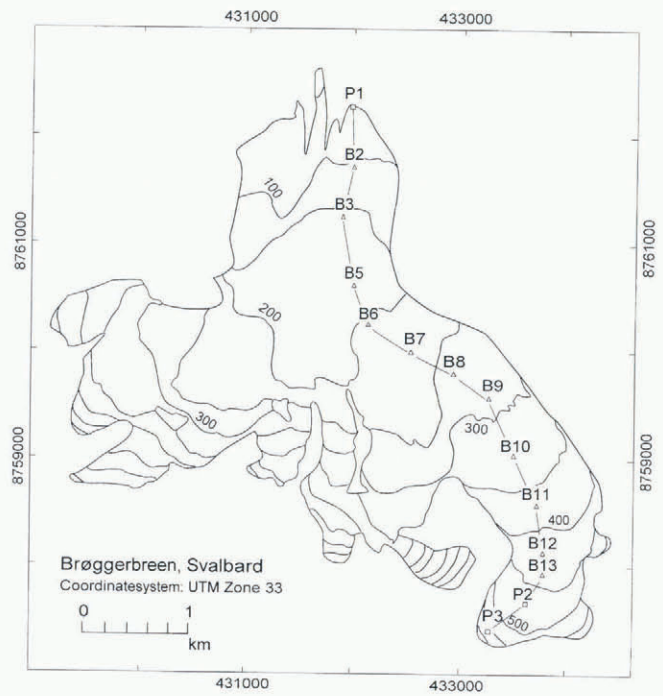 431000 433000
P1
B2
100
B3
8761000 8761000
B5
200
B6
B7
B8
B9
300
300
B10
8759000 8759000
B11
400
B12
Brøggerbreen, Svalbard
B13
Coordinatesystem: UTM Zone 33
P2
0 1
P3
500
km
431000 433000